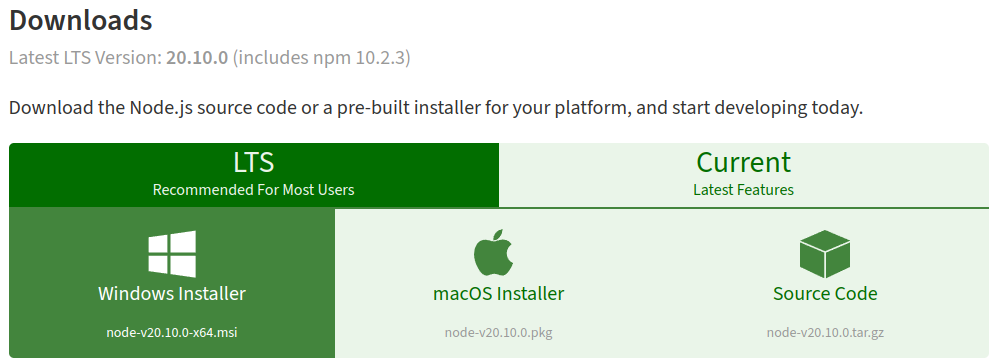 Downloads
Latest LTS Version: 20.10.0 (includes npm 10.2.3)
Download the Node.js source code or a pre-built installer for your platform, and start developing today.
LTS
Recommended For Most Users
Current
Latest Features
Windows Installer
node-v20.10.0-x64.msi
macOS Installer
node-v20.10.0.pkg
Source Code
node-v20.10.0.tar.gz